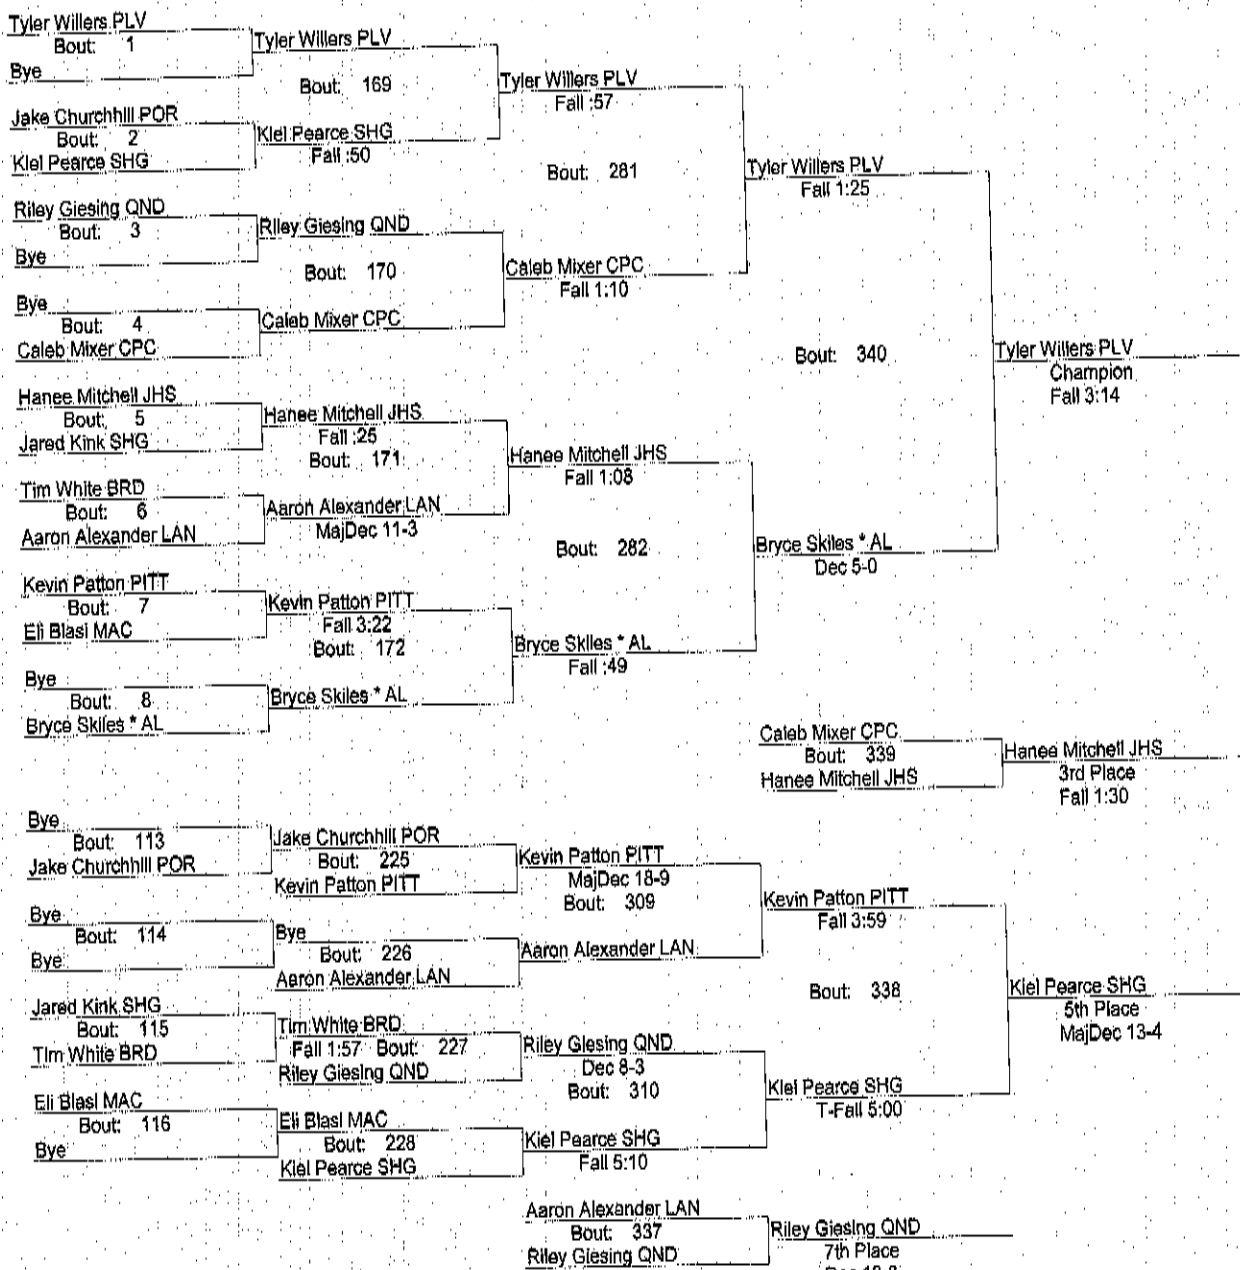 Tyler Willers PLV
Bout: 1
Bye
Tyler Willers PLV
Bout: 169
Jake Churchhill POR
Bout: 2
Kiel Pearce SHG
Kiel Pearce SHG
Fall :50
Tyler Willers PLV
Fall :57
Bout: 281
Riley Giesing QND
Bout: 3
Bye
Riley Giesing QND
Bout: 170
Bye
Bout: 4
Caleb Mixer CPC
Caleb Mixer CPC
Caleb Mixer CPC
Fall 1:10
Tyler Willers PLV
Fall 1:25
Bout: 340
Tyler Willers PLV
Champion
Fall 3:14
Hanee Mitchell JHS
Bout: 5
Jared Kink SHG
Hanee Mitchell JHS
Fall :25
Bout: 171
Tim White BRD
Bout: 6
Aaron Alexander LAN
Aaron Alexander LAN
MajDec 11-3
Hanee Mitchell JHS
Fall 1:08
Bout: 282
Kevin Patton PITT
Bout: 7
Eli Blasi MAC
Kevin Patton PITT
Fall 3:22
Bout: 172
Bye
Bout: 8
Bryce Skiles * AL
Bryce Skiles * AL
Bryce Skiles * AL
Fall :49
Bryce Skiles * AL
Dec 5-0
Caleb Mixer CPC
Bout: 339
Hanee Mitchell JHS
Hanee Mitchell JHS
3rd Place
Fall 1:30
Bye
Bout: 113
Jake Churchhill POR
Jake Churchhill POR
Bout: 225
Kevin Patton PITT
Kevin Patton PITT
MajDec 18-9
Bout: 309
Bye
Bout: 114
Bye
Bye
Bout: 226
Aaron Alexander LAN
Aaron Alexander LAN
Kevin Patton PITT
Fall 3:59
Bout: 338
Jared Kink SHG
Bout: 115
Tim White BRD
Tim White BRD
Fall 1:57 Bout: 227
Riley Giesing QND
Riley Giesing QND
Dec 8-3
Bout: 310
Eli Blasi MAC
Bout: 116
Bye
Eli Blasi MAC
Bout: 228
Kiel Pearce SHG
Kiel Pearce SHG
Fall 5:10
Kiel Pearce SHG
T-Fall 5:00
Kiel Pearce SHG
5th Place
MajDec 13-4
Aaron Alexander LAN
Bout: 337
Riley Giesing QND
Riley Giesing QND
7th Place